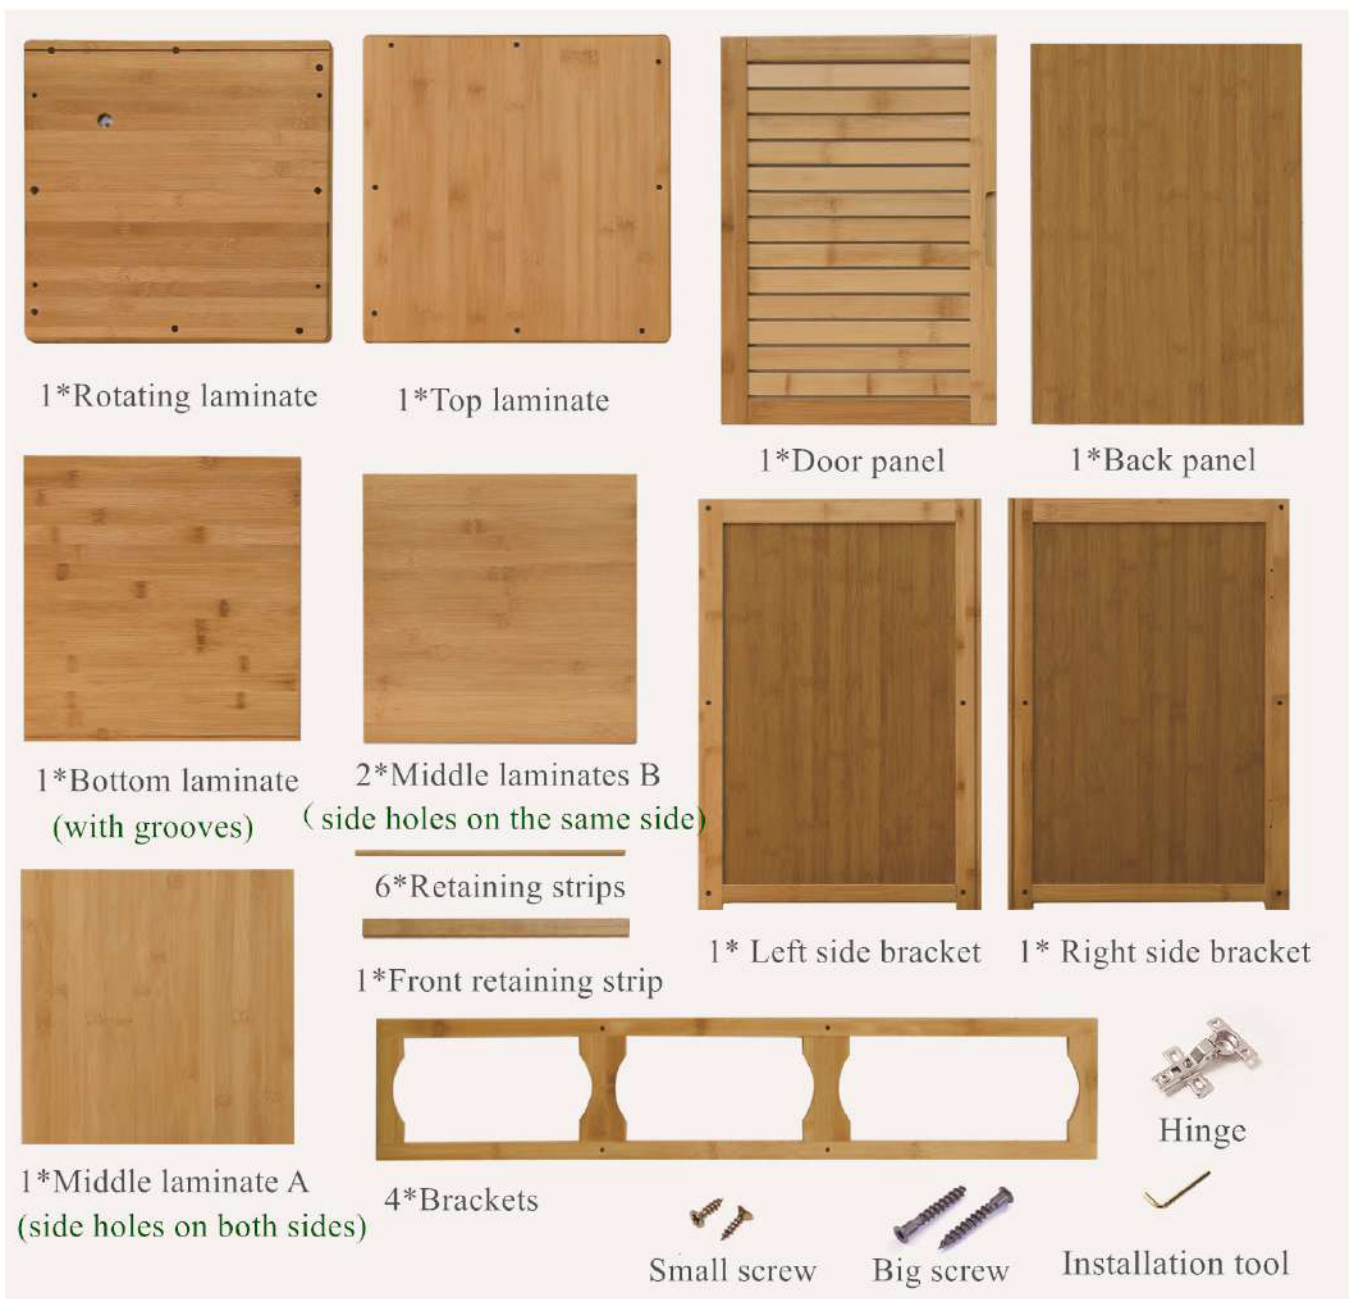 1*Rotating laminate
1*Top laminate
1*Door panel
1*Back panel
1*Bottom laminate
(with grooves)
2*Middle laminates B
( side holes on the same side)
6*Retaining strips
1*Front retaining strip
1* Left side bracket
1* Right side bracket
1*Middle laminate A
(side holes on both sides)
4*Brackets
Hinge
Small screw
Big screw
Installation tool